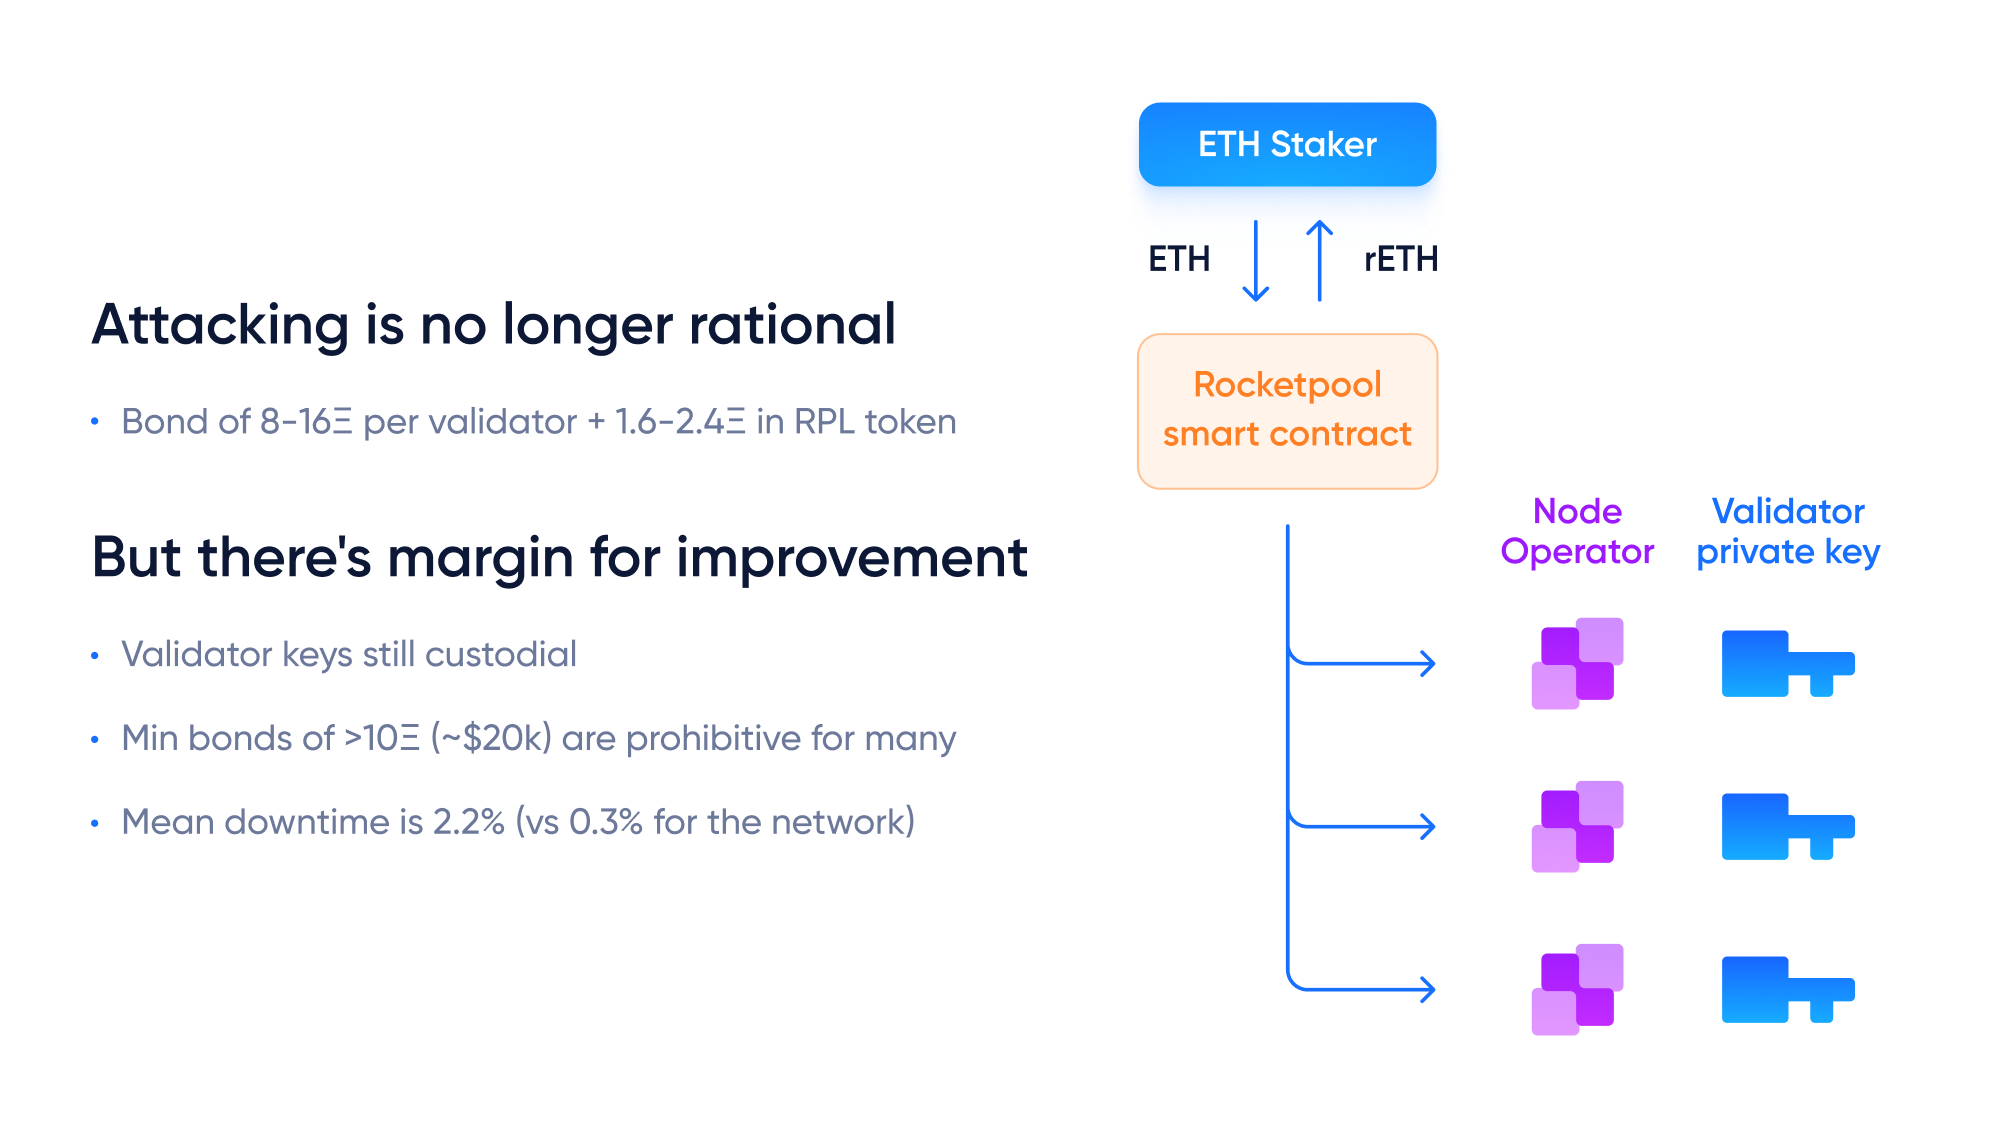 Attacking is no longer rational
• Bond of 8-16Ξ per validator + 1.6-2.4Ξ in RPL token
But there's margin for improvement
• Validator keys still custodial
• Min bonds of >10Ξ (~$20k) are prohibitive for many
• Mean downtime is 2.2% (vs 0.3% for the network)
ETH Staker
ETH
rETH
Rocketpool
smart contract
Node
Operator
Validator
private key